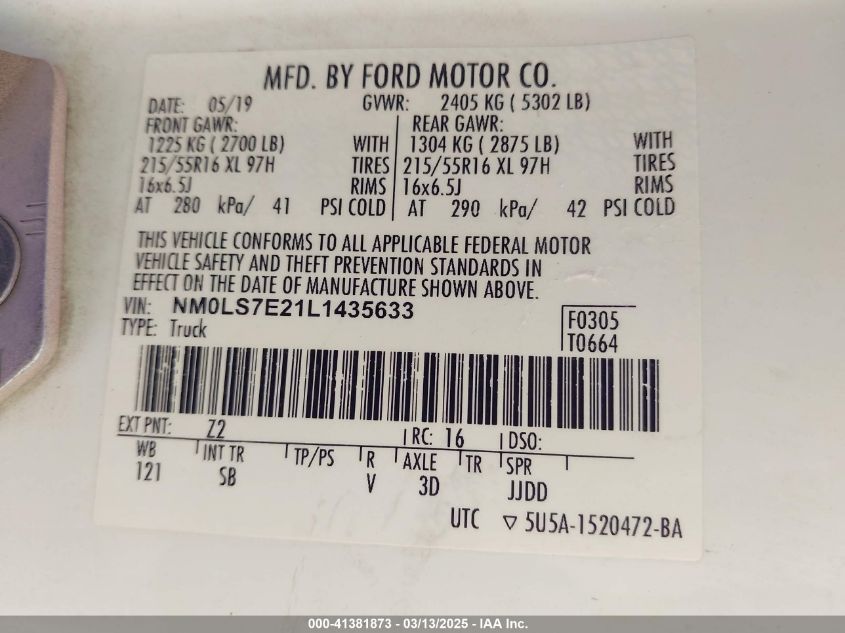 MFD. BY FORD MOTOR CO.
DATE: 05/19 GVWR: 2405 KG ( 5302 LB)
FRONT GAWR: REAR GAWR:
1225 KG ( 2700 LB) WITH 1304 KG ( 2875 LB) WITH
215/55R16 XL 97H TIRES 215/55R16 XL 97H TIRES
16x6.5J RIMS 16x6.5J RIMS
AT 280 kPa/ 41 PSI COLD AT 290 kPa/ 42 PSI COLD
THIS VEHICLE CONFORMS TO ALL APPLICABLE FEDERAL MOTOR
VEHICLE SAFETY AND THEFT PREVENTION STANDARDS IN
EFFECT ON THE DATE OF MANUFACTURE SHOWN ABOVE.
VIN: NM0LS7E21L1435633 F0305
TYPE: Truck T0664
EXT PNT: Z2 RC: 16 DSO:
WB INT TR TP/PS R AXLE TR SPR
121 SB V 3D JJDD
UTC ▽ 5U5A-1520472-BA
000-41381873 - 03/13/2025 - IAA Inc.